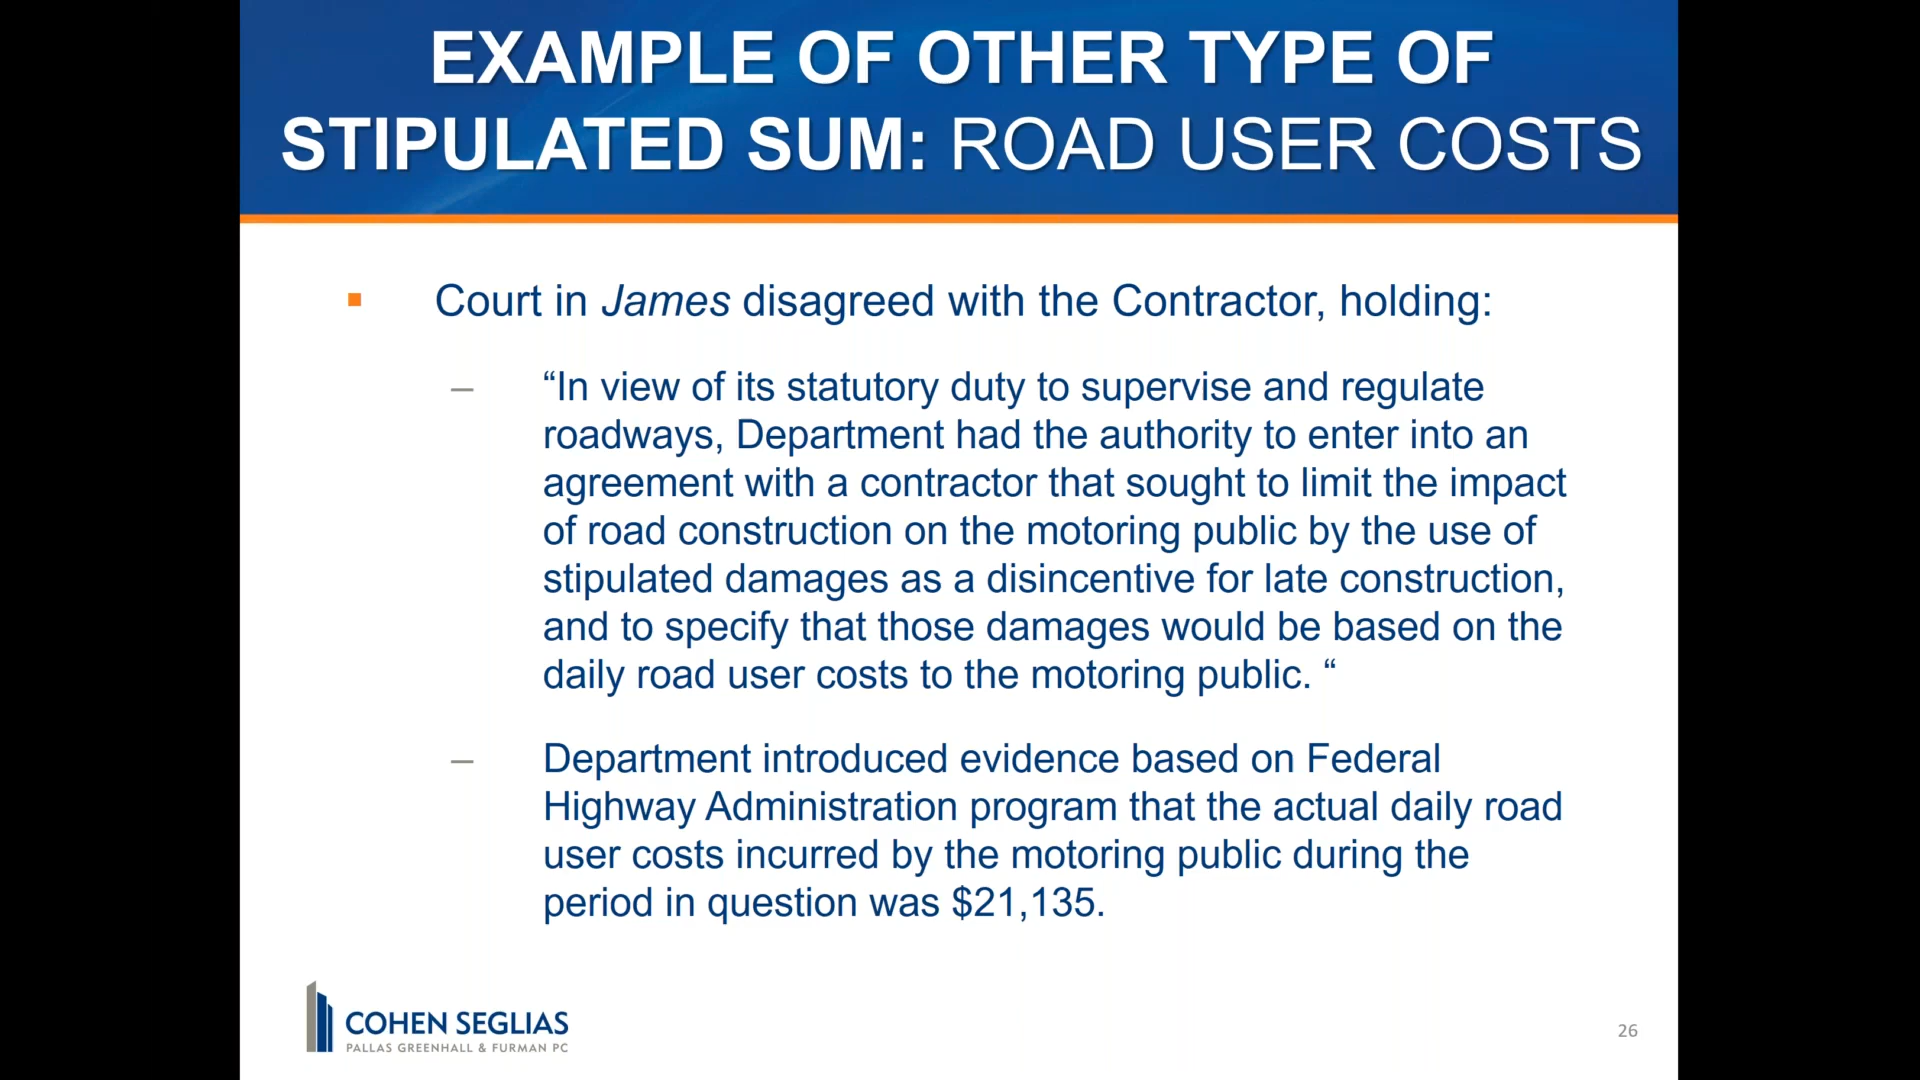 EXAMPLE OF OTHER TYPE OF
STIPULATED SUM: ROAD USER COSTS
▪ Court in James disagreed with the Contractor, holding:
– “In view of its statutory duty to supervise and regulate
roadways, Department had the authority to enter into an
agreement with a contractor that sought to limit the impact
of road construction on the motoring public by the use of
stipulated damages as a disincentive for late construction,
and to specify that those damages would be based on the
daily road user costs to the motoring public. “
– Department introduced evidence based on Federal
Highway Administration program that the actual daily road
user costs incurred by the motoring public during the
period in question was $21,135.
COHEN SEGLIAS
PALLAS GREENHALL & FURMAN PC
26